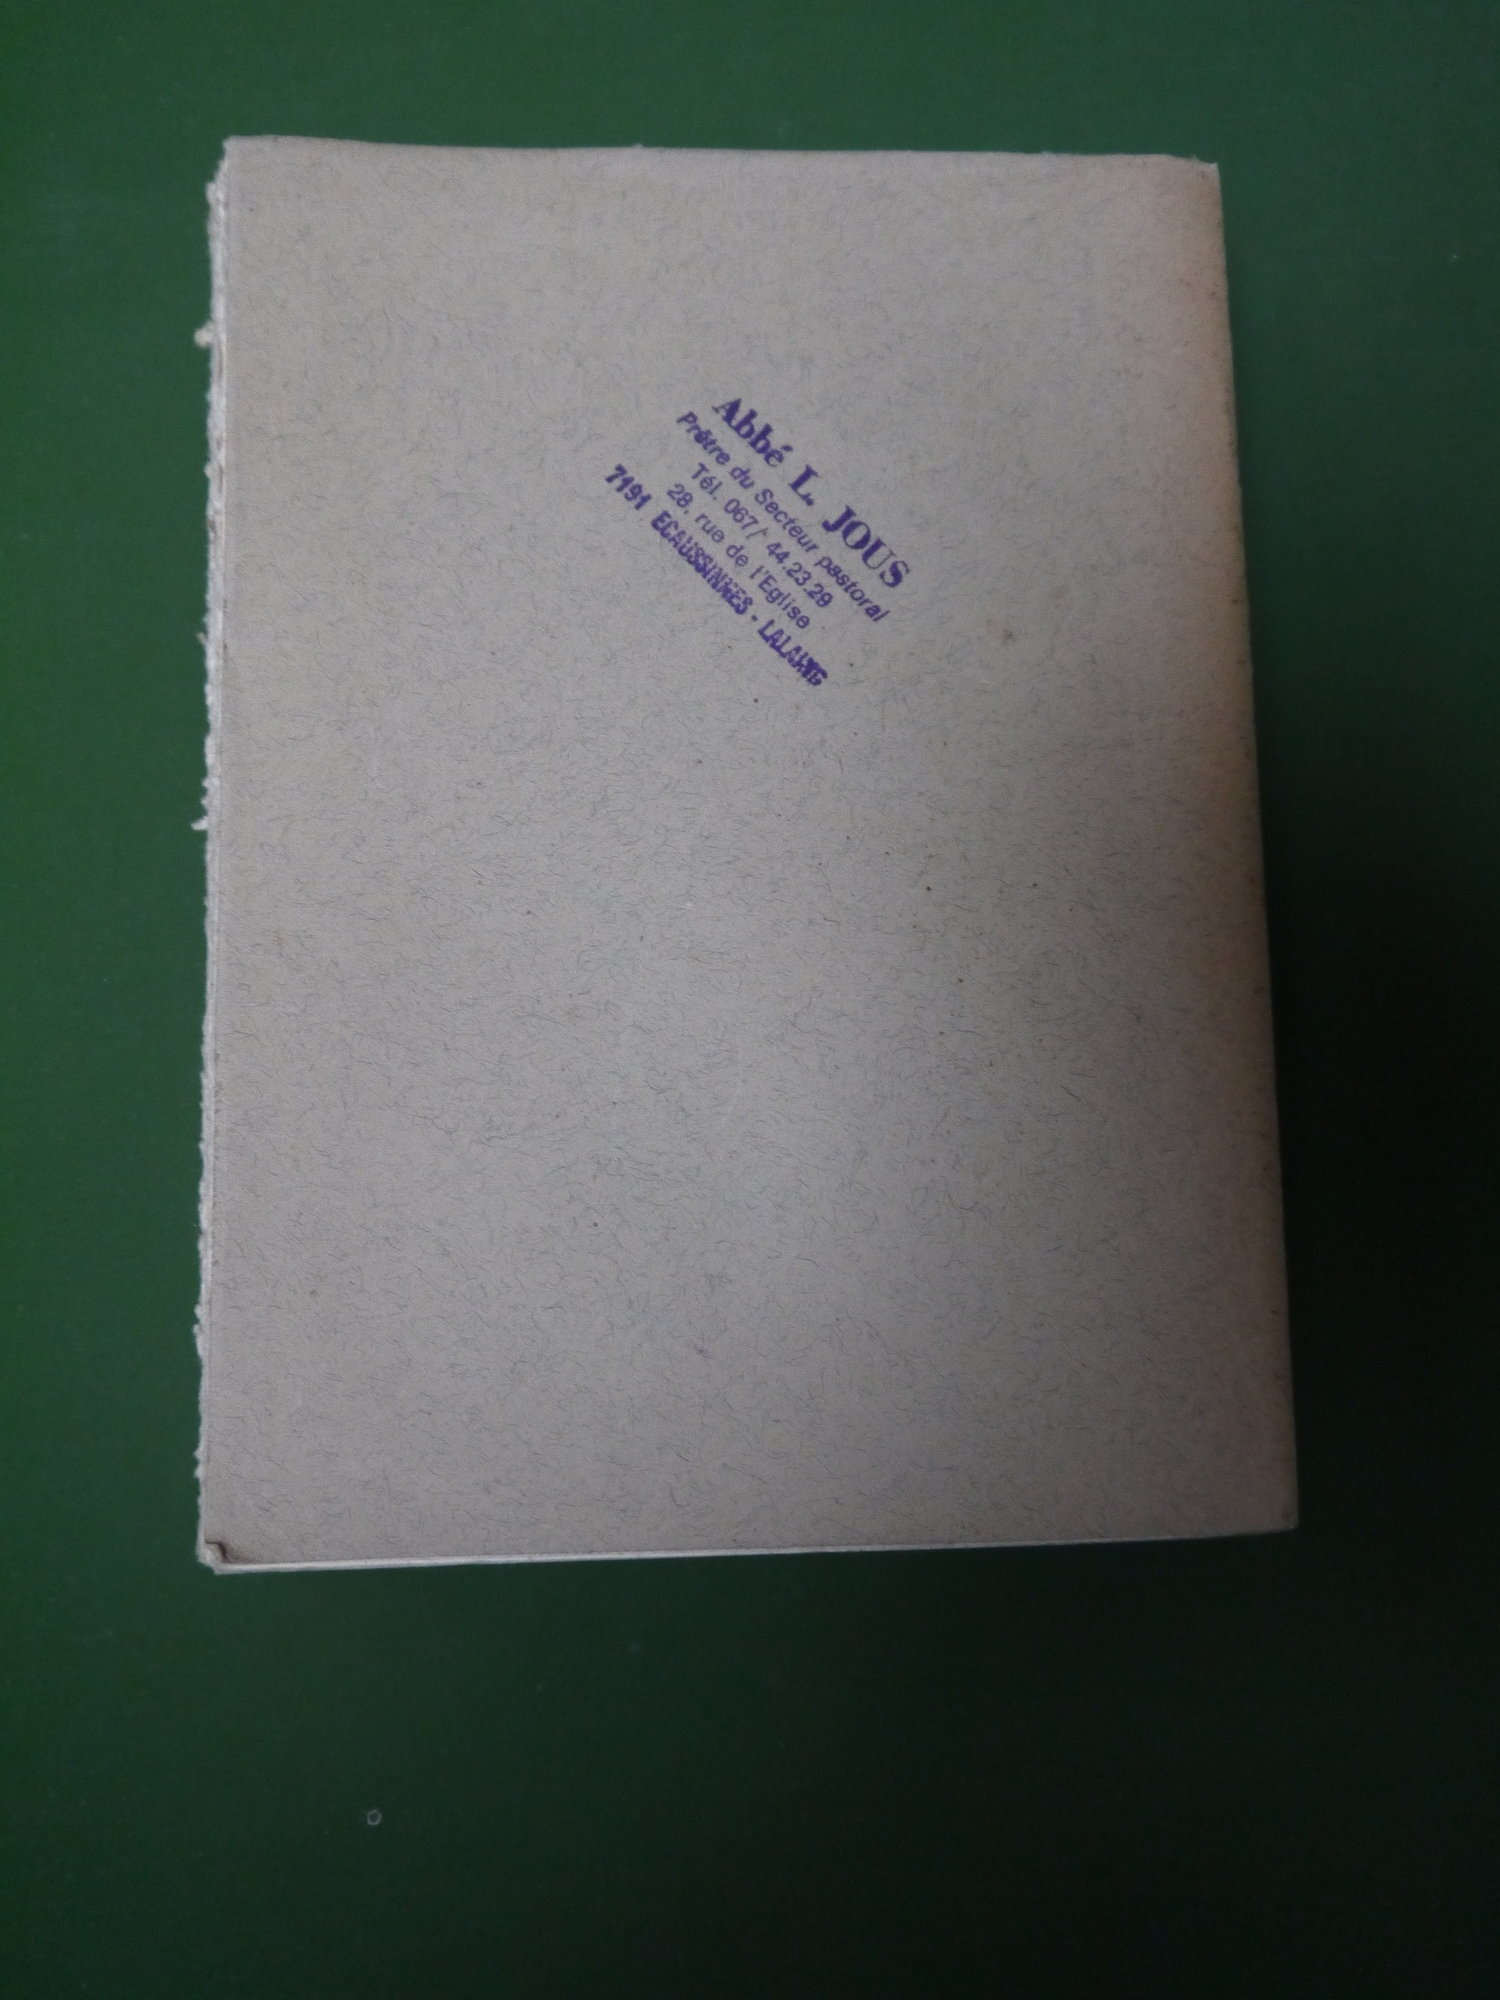 Abbé L. JOUS
Prêtre du Secteur pastoral
Tél. 067/ 44.23.29
28, rue de l'Eglise
7191 ECAUSSINNES - LALAING